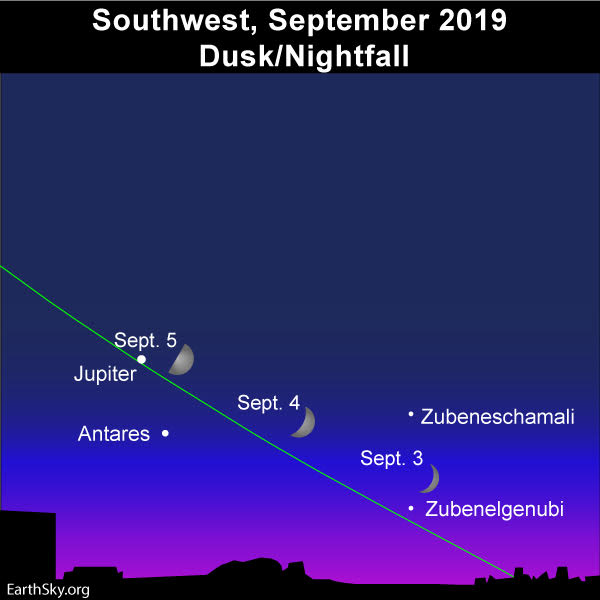 Southwest, September 2019
Dusk/Nightfall
Sept. 5
Jupiter
Sept. 4
Zubeneschamali
Antares
Sept. 3
Zubenelgenubi
EarthSky.org